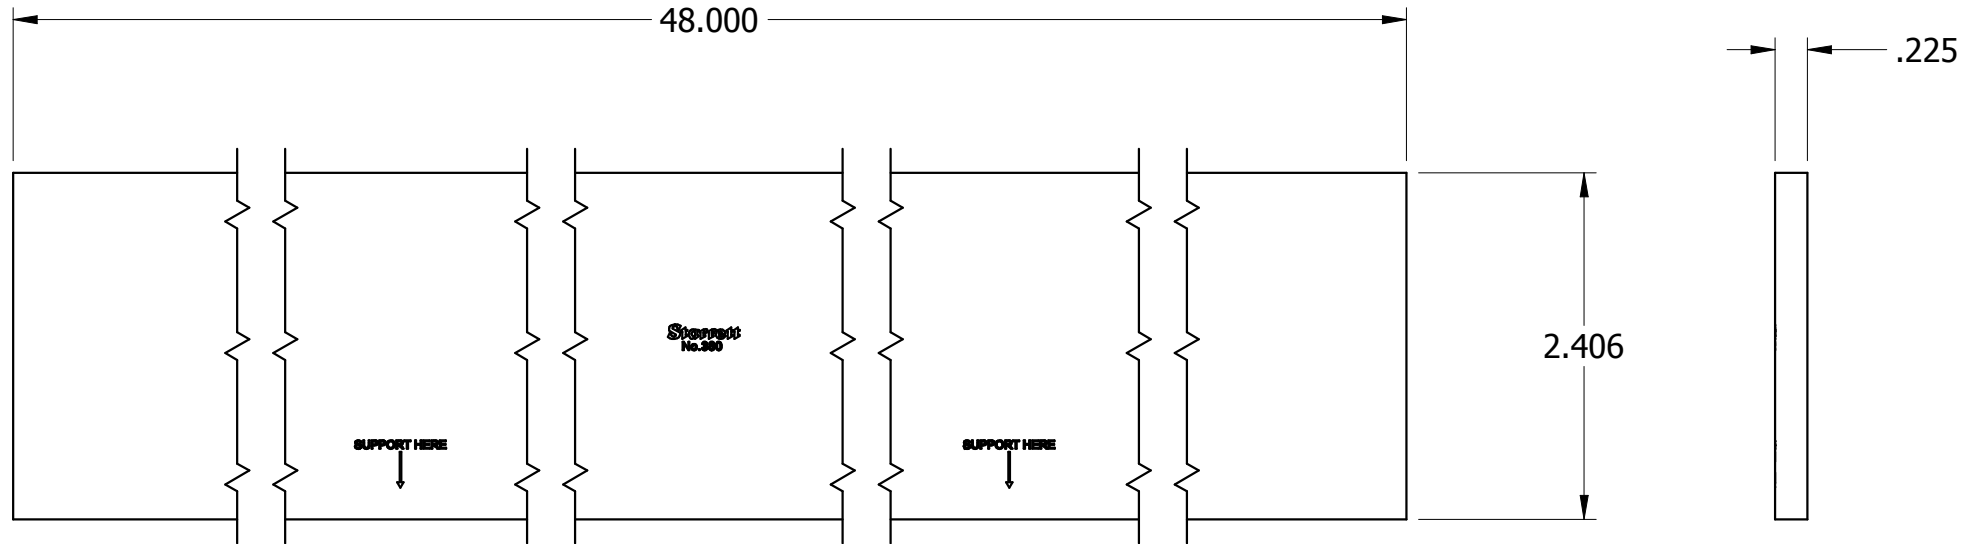 48.000
.225
Starrett
No.380
2.406
SUPPORT HERE
SUPPORT HERE